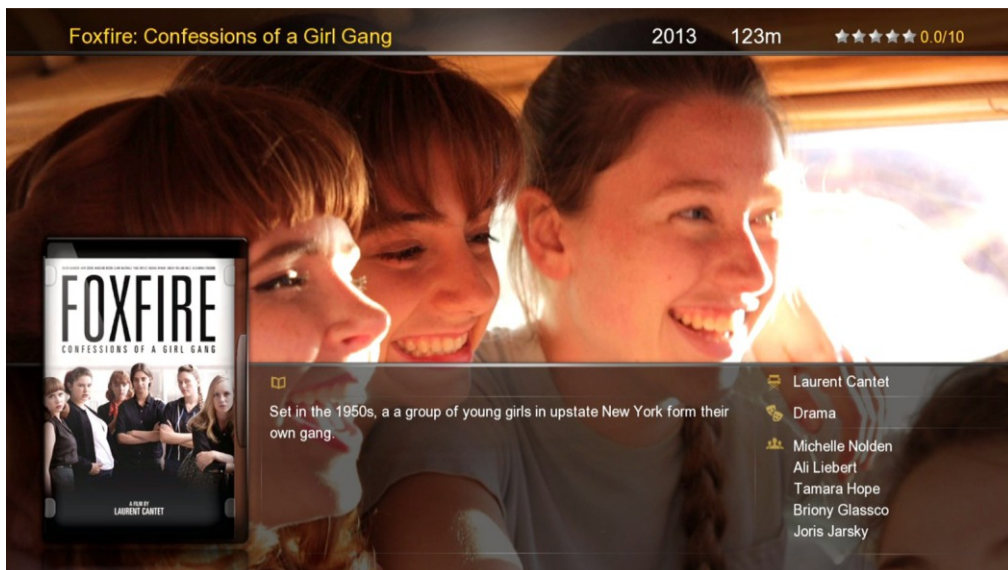 Foxfire: Confessions of a Girl Gang
2013
123m
0.0/10
FOXFIRE
CONFESSIONS OF A GIRL GANG
A FILM BY
LAURENT CANTET
Set in the 1950s, a a group of young girls in upstate New York form their
own gang.
Laurent Cantet
Drama
Michelle Nolden
Ali Liebert
Tamara Hope
Briony Glassco
Joris Jarsky